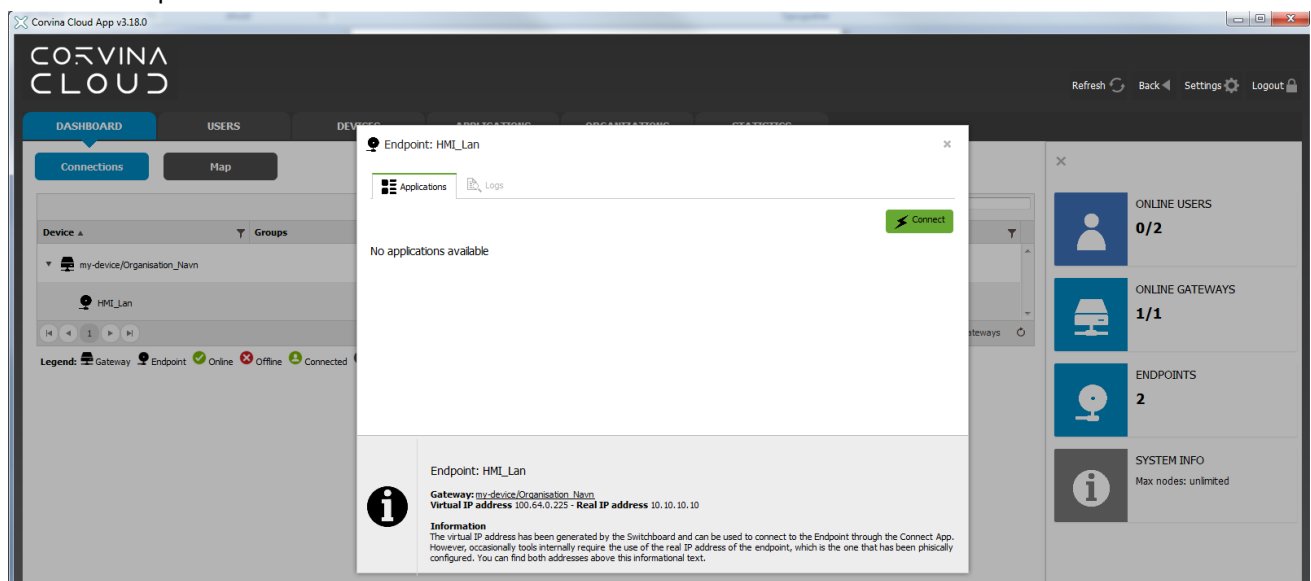 Corvina Cloud App v3.18.0
CORVINA
CLOUD
Refresh Back Settings Logout
DASHBOARD USERS DEVICES APPLICATIONS ORGANIZATIONS STATISTICS
Endpoint: HMI_Lan
Connections Map
Applications Logs
ONLINE USERS
0/2
Connect
Device Groups
No applications available
my-device/Organisation_Navn
ONLINE GATEWAYS
1/1
HMI_Lan
1
Legend: Gateway Endpoint Online Offline Connected
ENDPOINTS
2
SYSTEM INFO
Max nodes: unlimited
Endpoint: HMI_Lan
Gateway: my-device/Organisation_Navn
Virtual IP address 100.64.0.225 - Real IP address 10.10.10.10
Information
The virtual IP address has been generated by the Switchboard and can be used to connect to the Endpoint through the Connect App.
However, occasionally tools internally require the use of the real IP address of the endpoint, which is the one that has been phisically
configured. You can find both addresses above this informational text.